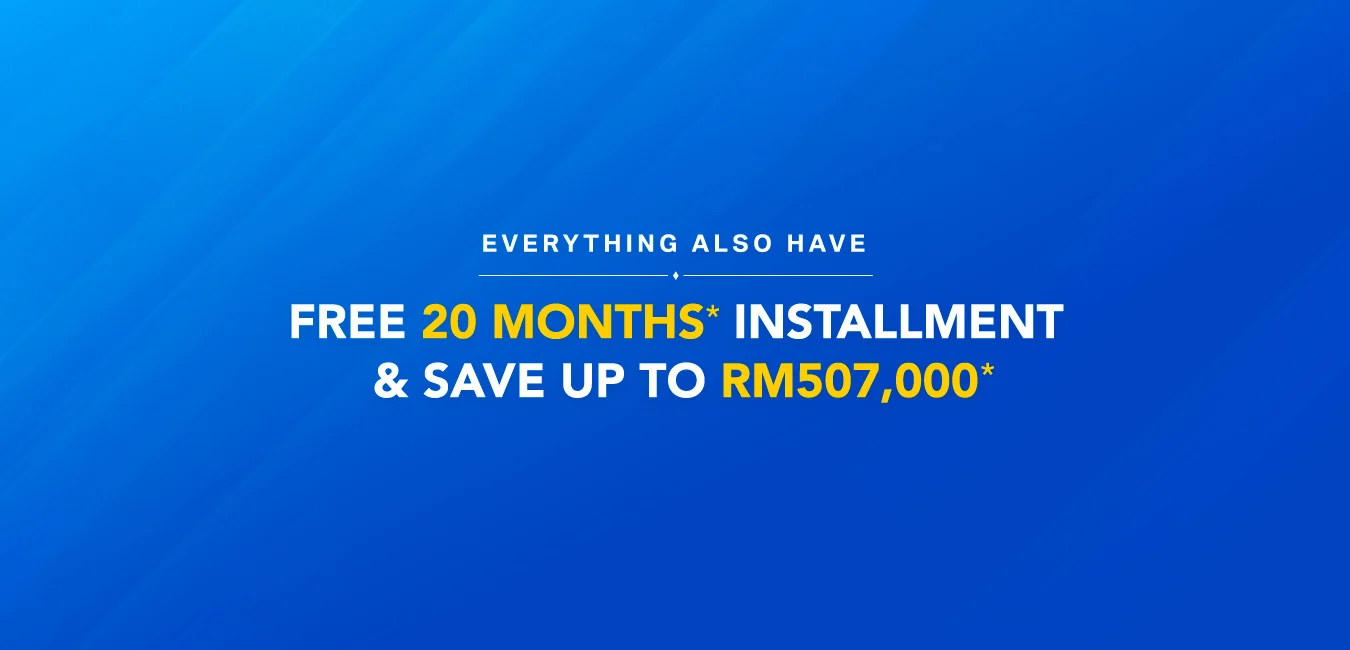 EVERYTHING ALSO HAVE
FREE 20 MONTHS* INSTALLMENT
& SAVE UP TO RM507,000*